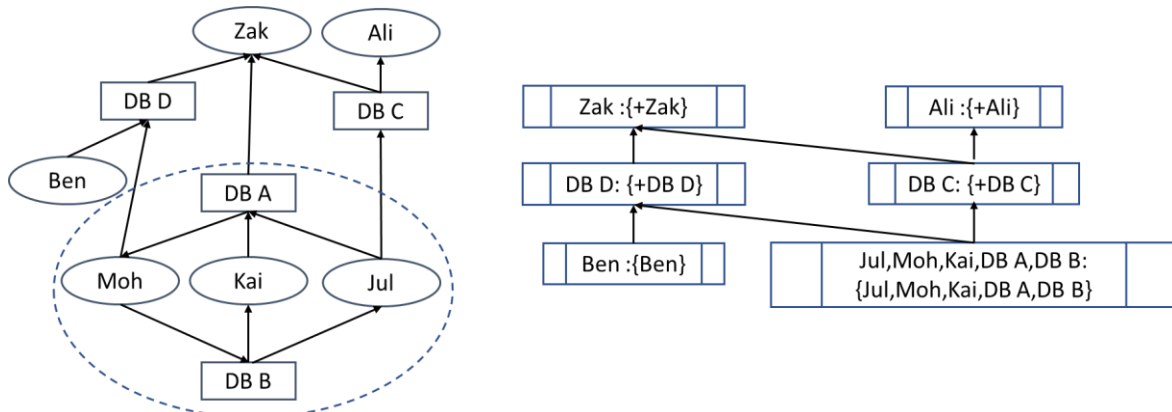 Zak
Ali
DB D
DB C
Ben
DB A
Moh
Kai
Jul
DB B
Zak :{+Zak}
Ali :{+Ali}
DB D: {+DB D}
DB C: {+DB C}
Ben :{Ben}
Jul,Moh,Kai,DB A,DB B:
{Jul,Moh,Kai,DB A,DB B}